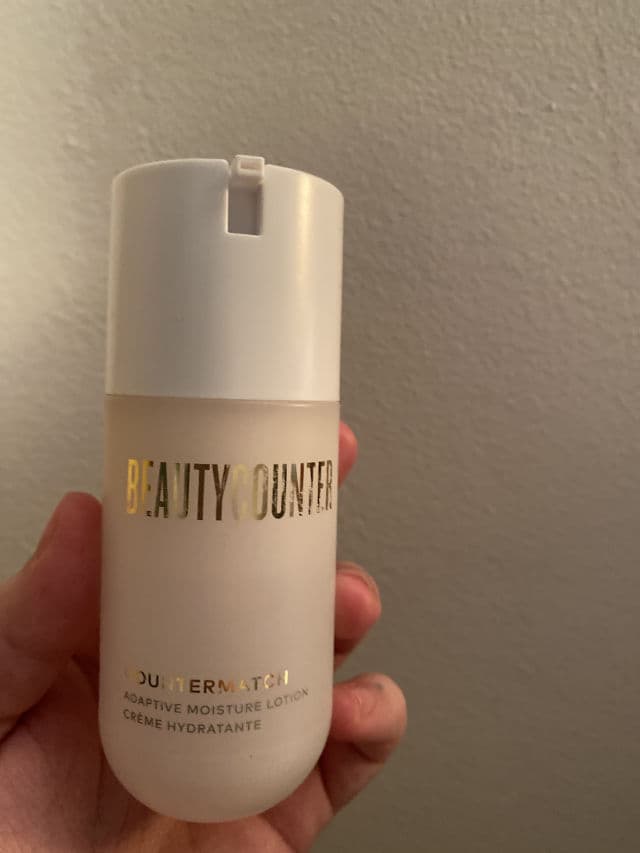 BEAUTYCOUNTER
COUNTERMATCH
ADAPTIVE MOISTURE LOTION
CRÈME HYDRATANTE